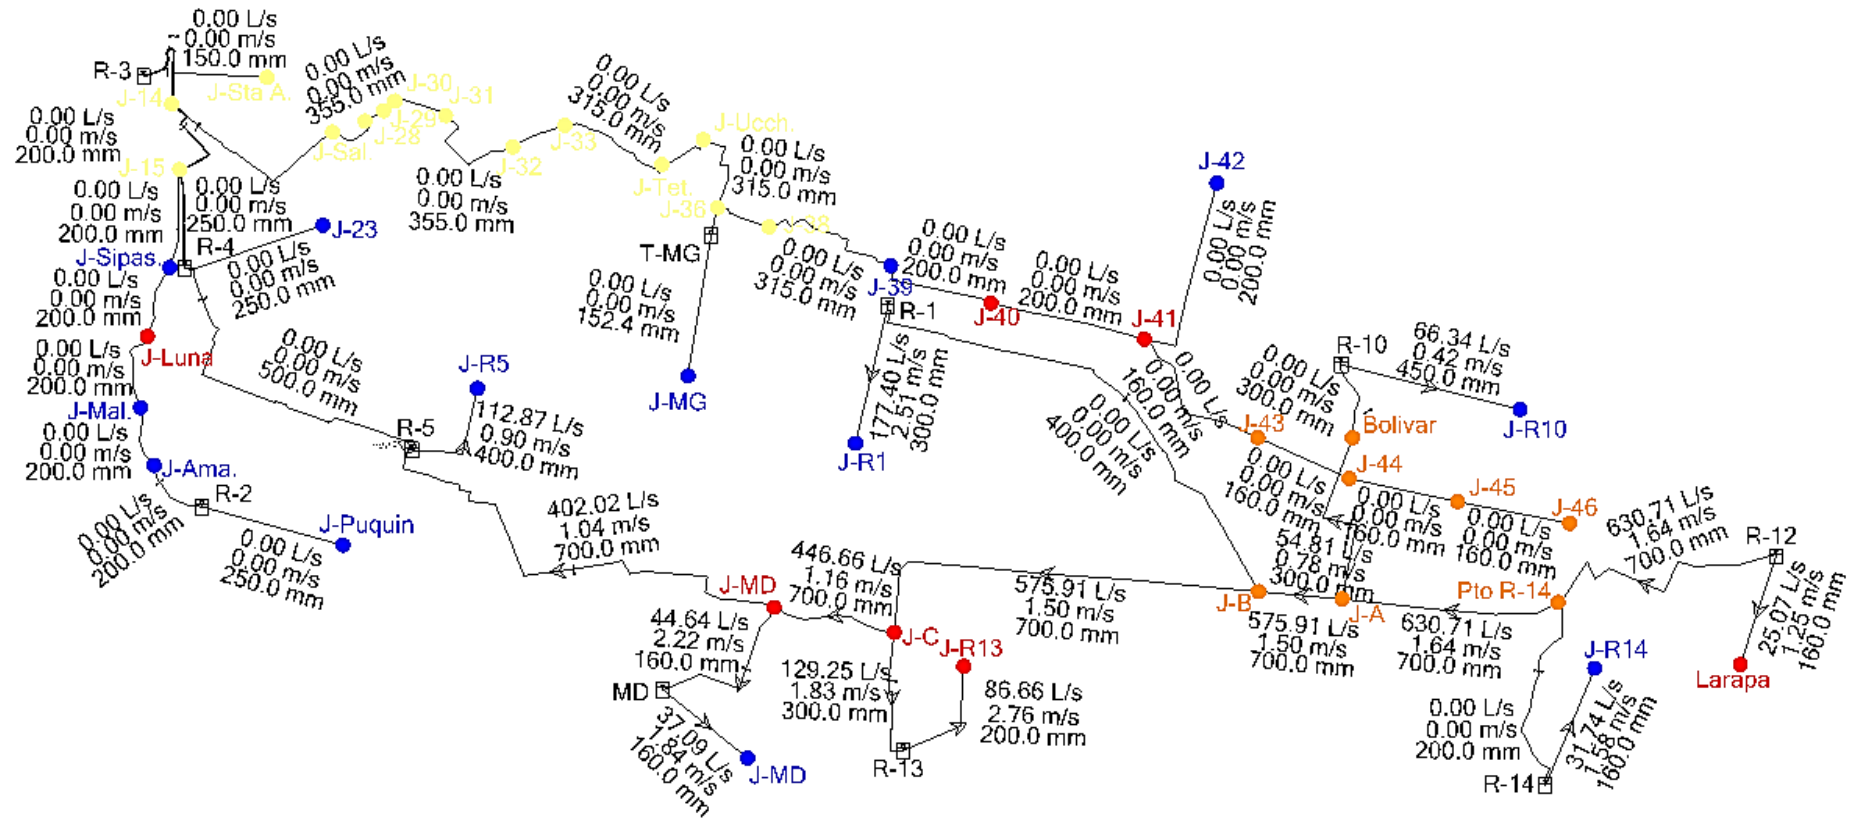 0.00 L/s
0.00 m/s
150.0 mm
R-3
J-Sta A.
J-14
0.00 L/s
0.00 m/s
200.0 mm
J-15
0.00 L/s
0.00 m/s
355.0 mm
J-30
J-31
J-29
J-28
J-Sal.
J-32
J-33
0.00 L/s
0.00 m/s
355.0 mm
0.00 L/s
0.00 m/s
315.0 mm
J-Ucch.
J-Tet.
J-36
0.00 L/s
0.00 m/s
315.0 mm
J-38
T-MG
0.00 L/s
0.00 m/s
152.4 mm
J-MG
0.00 L/s
0.00 m/s
315.0 mm
J-39
0.00 L/s
0.00 m/s
200.0 mm
J-40
0.00 L/s
0.00 m/s
200.0 mm
J-41
J-42
0.00 L/s
0.00 m/s
200.0 mm
0.00 L/s
0.00 m/s
200.0 mm
0.00 L/s
0.00 m/s
250.0 mm
R-4
J-23
J-Sipas.
0.00 L/s
0.00 m/s
250.0 mm
0.00 L/s
0.00 m/s
200.0 mm
J-Luna
0.00 L/s
0.00 m/s
200.0 mm
J-Mal.
0.00 L/s
0.00 m/s
200.0 mm
J-Ama.
0.00 L/s
0.00 m/s
200.0 mm
R-2
J-Puquin
0.00 L/s
0.00 m/s
250.0 mm
0.00 L/s
0.00 m/s
500.0 mm
R-5
J-R5
112.87 L/s
0.90 m/s
400.0 mm
R-1
177.40 L/s
2.51 m/s
300.0 mm
J-R1
0.00 L/s
0.00 m/s
400.0 mm
0.00 L/s
0.00 m/s
160.0 mm
J-43
0.00 L/s
0.00 m/s
300.0 mm
R-10
66.34 L/s
0.42 m/s
450.0 mm
J-R10
Bolivar
J-44
0.00 L/s
0.00 m/s
160.0 mm
J-45
0.00 L/s
0.00 m/s
160.0 mm
J-46
0.00 L/s
0.00 m/s
160.0 mm
54.81 L/s
0.78 m/s
300.0 mm
402.02 L/s
1.04 m/s
700.0 mm
J-MD
446.66 L/s
1.16 m/s
700.0 mm
J-C
575.91 L/s
1.50 m/s
700.0 mm
J-B
575.91 L/s
1.50 m/s
700.0 mm
J-A
630.71 L/s
1.64 m/s
700.0 mm
Pto R-14
630.71 L/s
1.64 m/s
700.0 mm
R-12
25.07 L/s
1.25 m/s
160.0 mm
Larapa
44.64 L/s
2.22 m/s
160.0 mm
MD
37.09 L/s
1.84 m/s
160.0 mm
J-MD
129.25 L/s
1.83 m/s
300.0 mm
R-13
J-R13
86.66 L/s
2.76 m/s
200.0 mm
0.00 L/s
0.00 m/s
200.0 mm
R-14
J-R14
31.74 L/s
1.58 m/s
160.0 mm